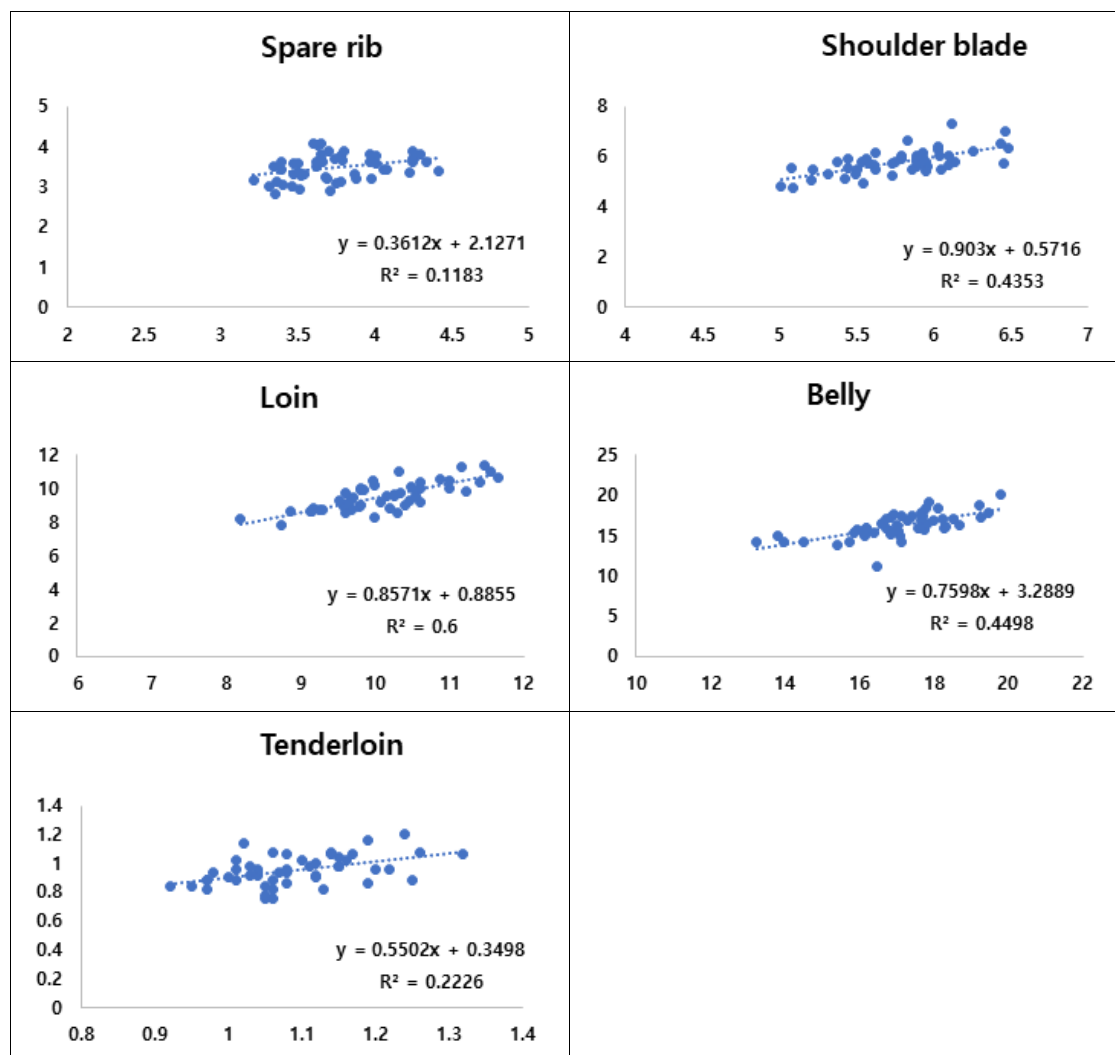 Spare rib
5
4
3
2
1
0
y = 0.3612x + 2.1271
R² = 0.1183
2 2.5 3 3.5 4 4.5 5
Shoulder blade
8
6
4
2
0
y = 0.903x + 0.5716
R² = 0.4353
4 4.5 5 5.5 6 6.5 7
Loin
12
10
8
6
4
2
0
y = 0.8571x + 0.8855
R² = 0.6
6 7 8 9 10 11 12
Belly
25
20
15
10
5
0
y = 0.7598x + 3.2889
R² = 0.4498
10 12 14 16 18 20 22
Tenderloin
1.4
1.2
1
0.8
0.6
0.4
0.2
0
y = 0.5502x + 0.3498
R² = 0.2226
0.8 0.9 1 1.1 1.2 1.3 1.4